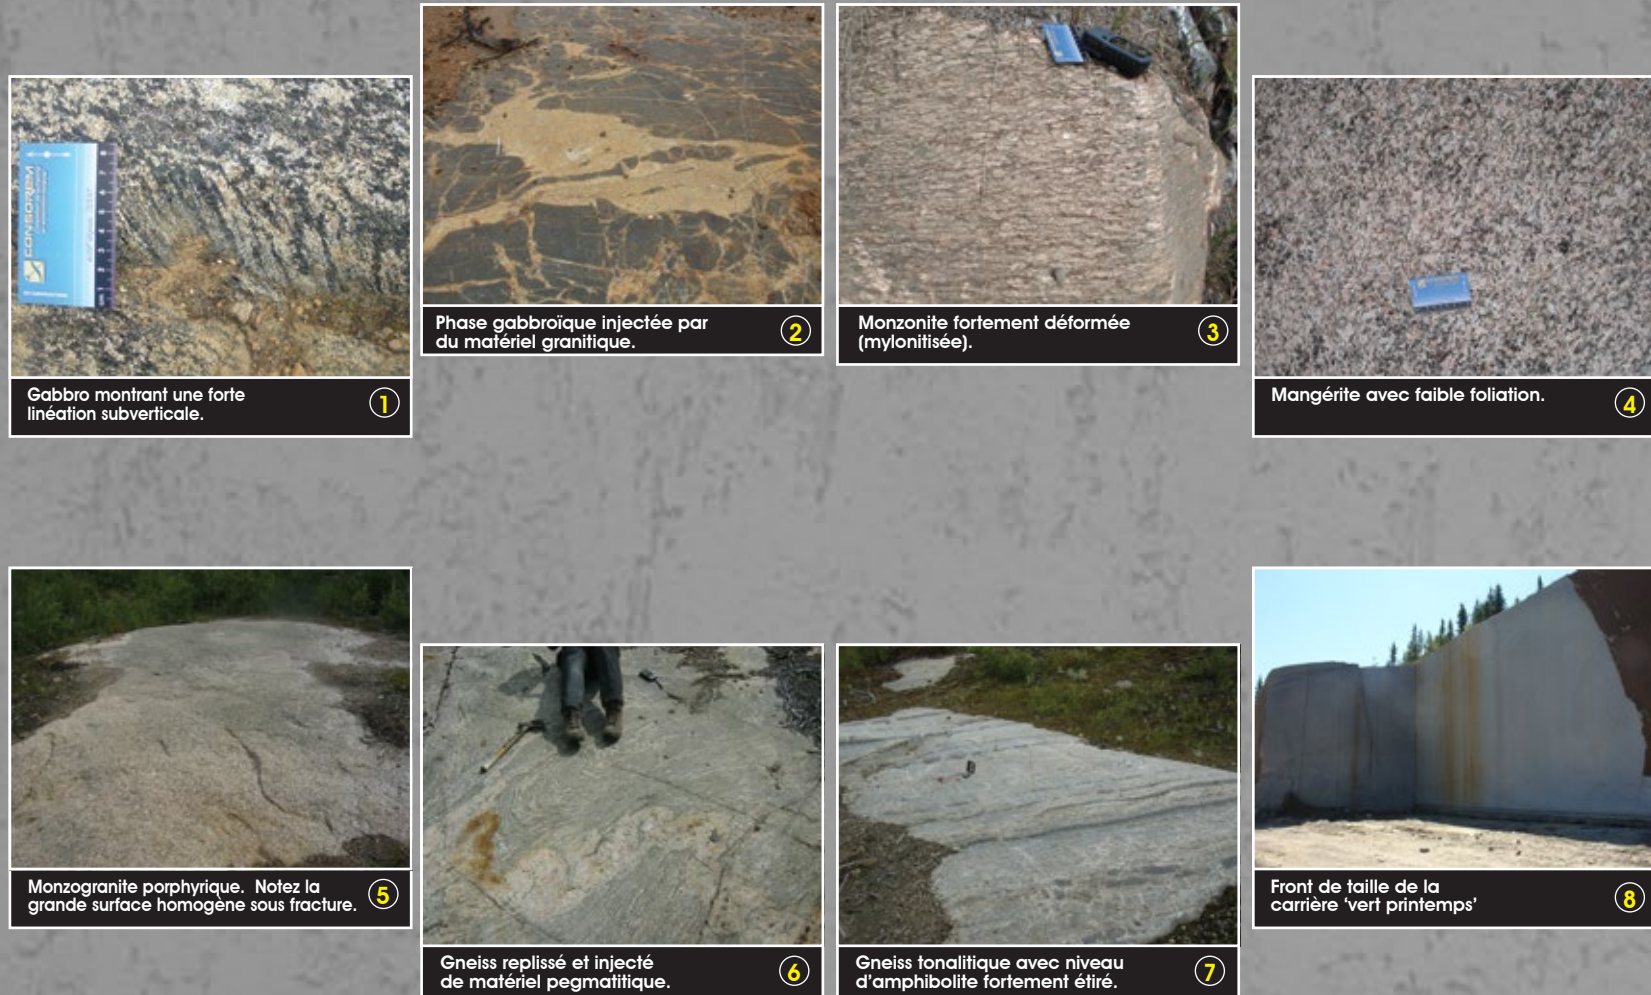 CONSOREM
Gabbro montrant une forte
linéation subverticale.
1
Phase gabbroïque injectée par
du matériel granitique.
2
Monzonite fortement déformée
(mylonitisée).
3
Mangérite avec faible foliation.
4
Monzogranite porphyrique. Notez la
grande surface homogène sous fracture.
5
Gneiss replissé et injecté
de matériel pegmatitique.
6
Gneiss tonalitique avec niveau
d'amphibolite fortement étiré.
7
Front de taille de la
carrière 'vert printemps'
8